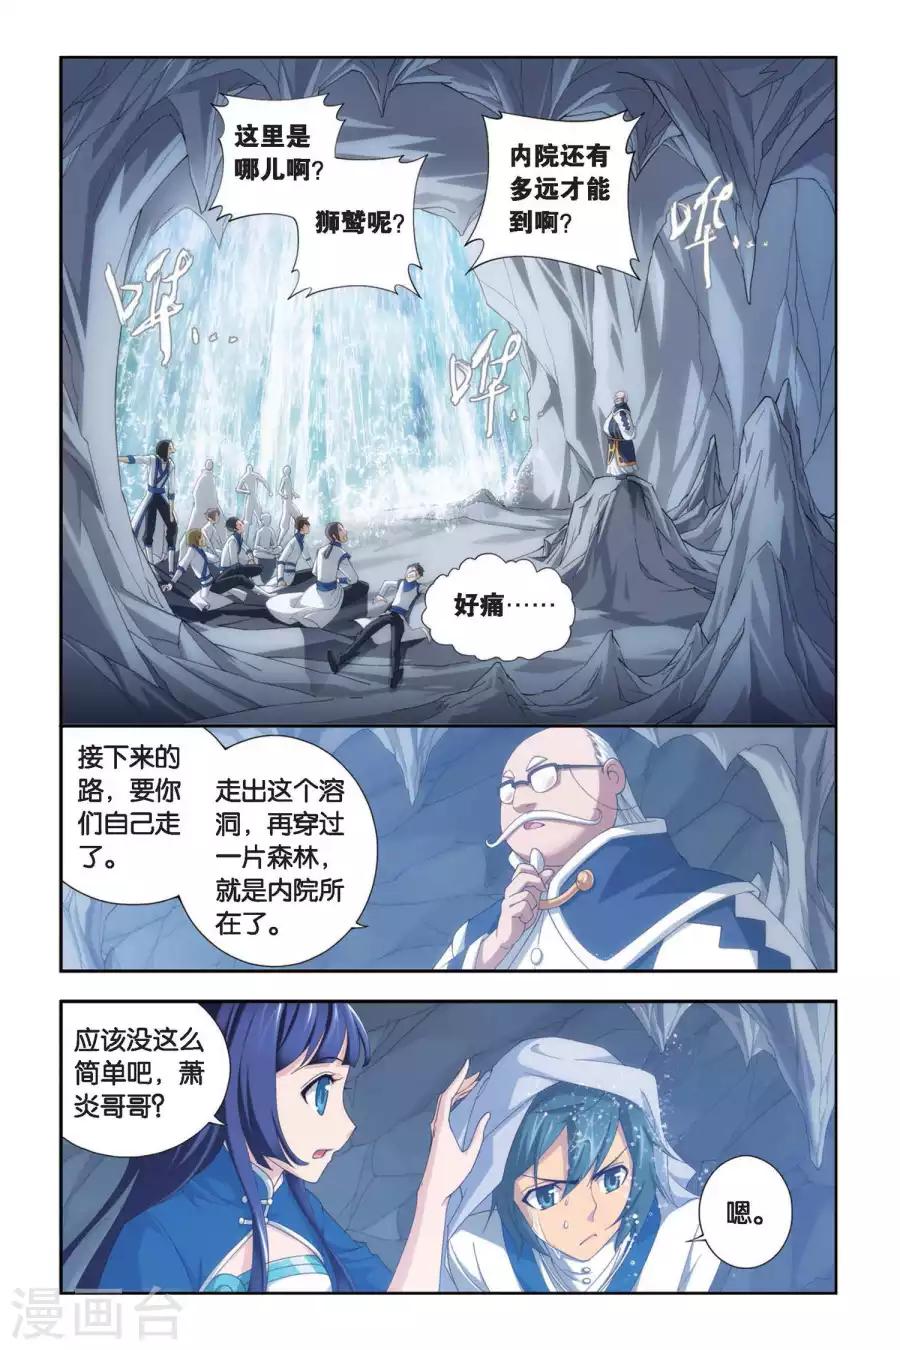 这里是
哪儿啊？
狮鹫呢？
内院还有
多远才能
到啊？
哗…
哗…
哗…
好痛……
接下来的
路，要你
们自己走
了。
走出这个溶
洞，再穿过
一片森林，
就是内院所
在了。
应该没这么
简单吧，萧
炎哥哥？
嗯。
漫画台